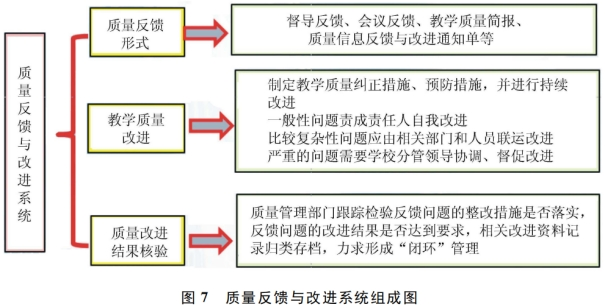 质量反馈与改进系统
质量反馈
形式
督导反馈、会议反馈、教学质量简报、
质量信息反馈与改进通知单等
教学质量
改进
制定教学质量纠正措施、预防措施，并进行持续
改进
一般性问题责成责任人自我改进
比较复杂性问题应由相关部门和人员联运改进
严重的问题需要学校分管领导协调、督促改进
质量改进
结果核验
质量管理部门跟踪检验反馈问题的整改措施是否落实，
反馈问题的改进结果是否达到要求，相关改进资料记
录归类存档，力求形成“闭环”管理
图 7 质量反馈与改进系统组成图